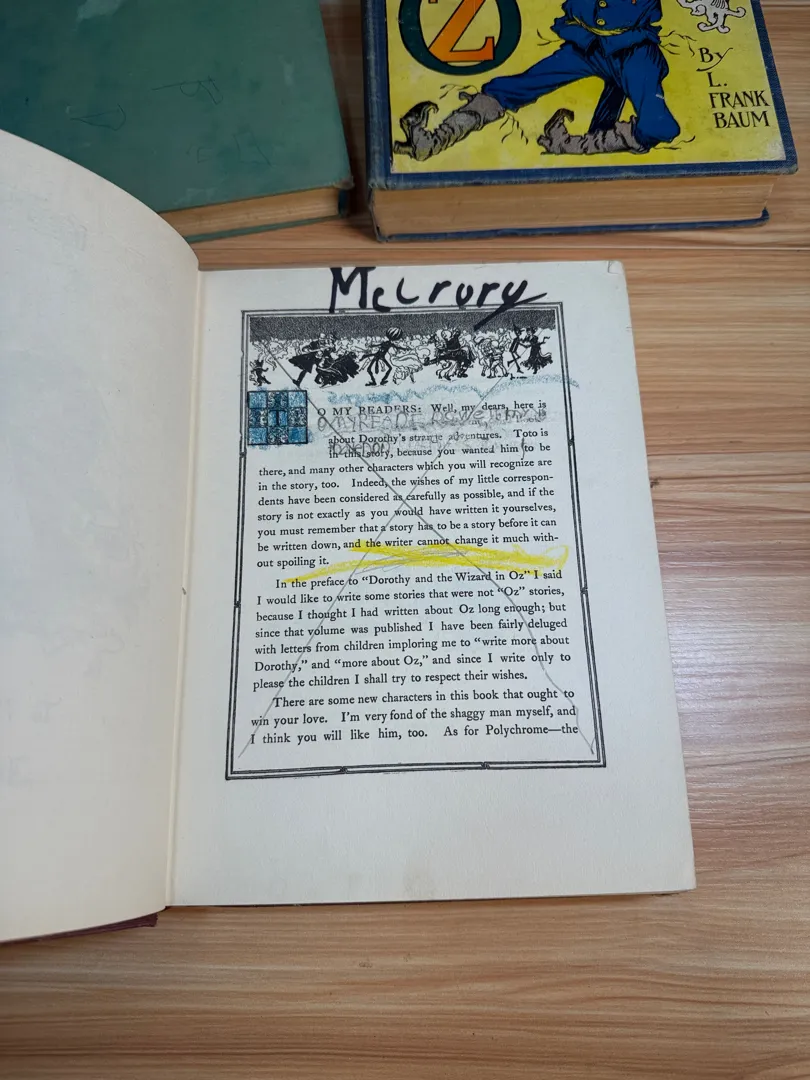 Z
By
L.
FRANK
BAUM
McCrory
TO MY READERS: Well, my dears, here is
about Dorothy's strange adventures. Toto is
in this story, because you wanted him to be
there, and many other characters which you will recognize are
in the story, too. Indeed, the wishes of my little correspon-
dents have been considered as carefully as possible, and if the
story is not exactly as you would have written it yourselves,
you must remember that a story has to be a story before it can
be written down, and the writer cannot change it much with-
out spoiling it.
In the preface to "Dorothy and the Wizard in Oz" I said
I would like to write some stories that were not "Oz" stories,
because I thought I had written about Oz long enough; but
since that volume was published I have been fairly deluged
with letters from children imploring me to "write more about
Dorothy," and "more about Oz," and since I write only to
please the children I shall try to respect their wishes.
There are some new characters in this book that ought to
win your love. I'm very fond of the shaggy man myself, and
I think you will like him, too. As for Polychrome—the